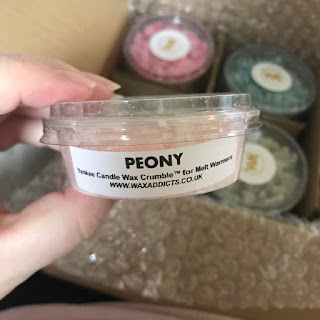 PEONY
Yankee Candle Wax Crumble™ for Melt Warmers
WWW.WAXADDICTS.CO.UK